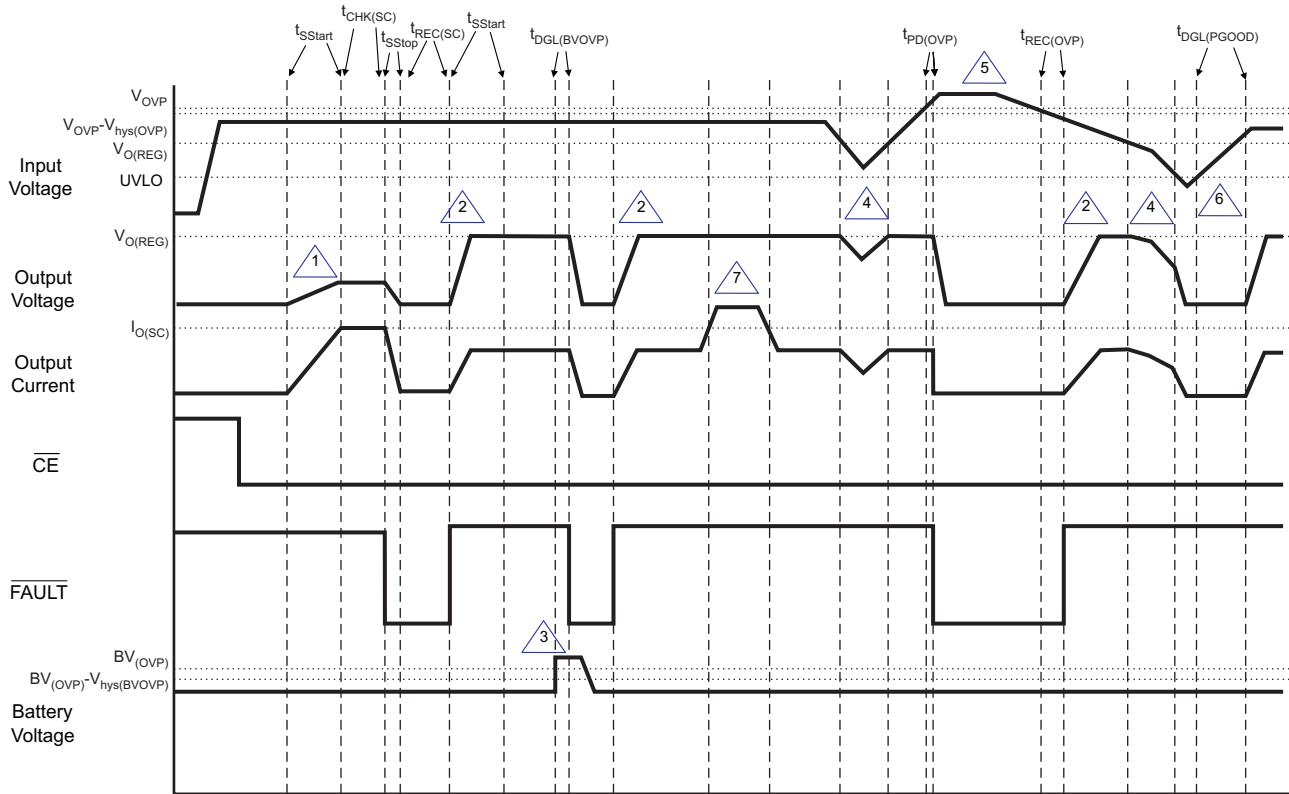 tSStart
tCHK(SC)
tSStop
tREC(SC)
tSStart
tDGL(BVOVP)
tPD(OVP)
tREC(OVP)
tDGL(PGOOD)
5
VOVP
VOVP-Vhys(OVP)
VO(REG)
Input
Voltage
UVLO
2
2
4
2
4
6
VO(REG)
1
Output
Voltage
7
IO(SC)
Output
Current
CE
FAULT
3
BV(OVP)
BV(OVP)-Vhys(BVOVP)
Battery
Voltage